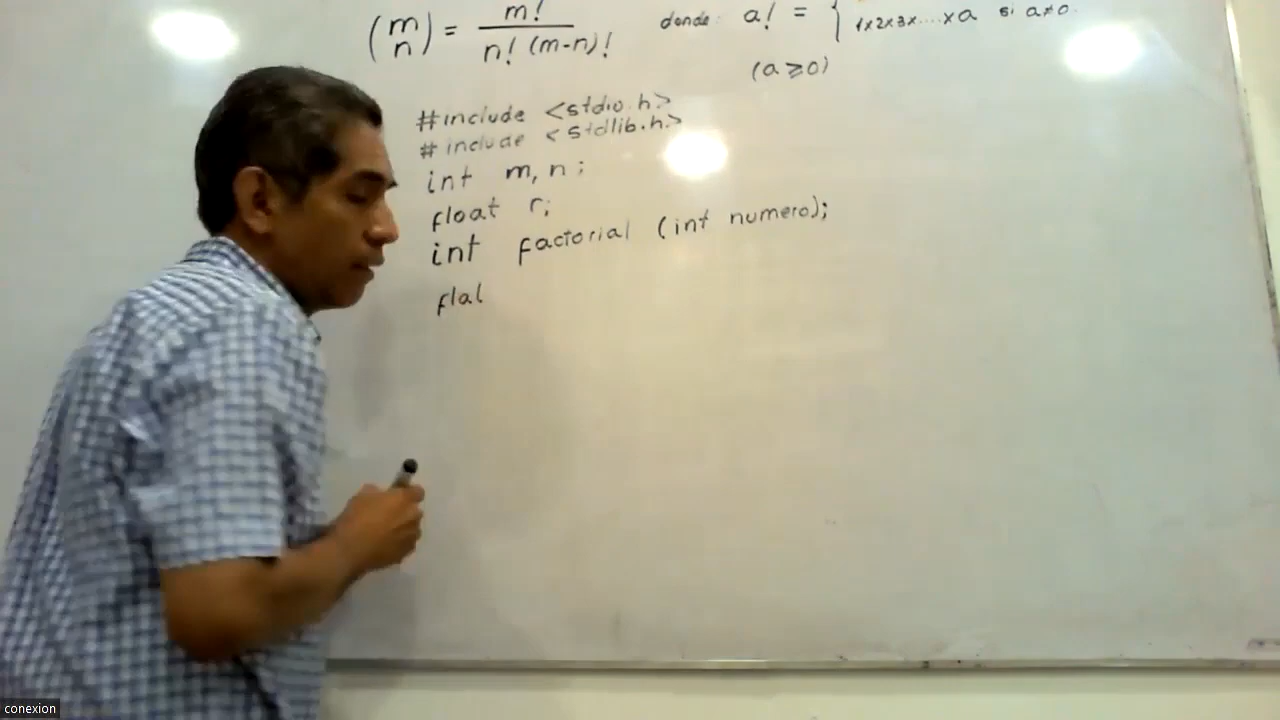 (m n) = m! / n! (m-n)! donde: a! = { 1x2x3x....xa si a≠0.
(a ≥ 0)
#include <stdio.h>
#include <stdlib.h>
int m, n;
float r;
int factorial (int numero);
flal
conexion